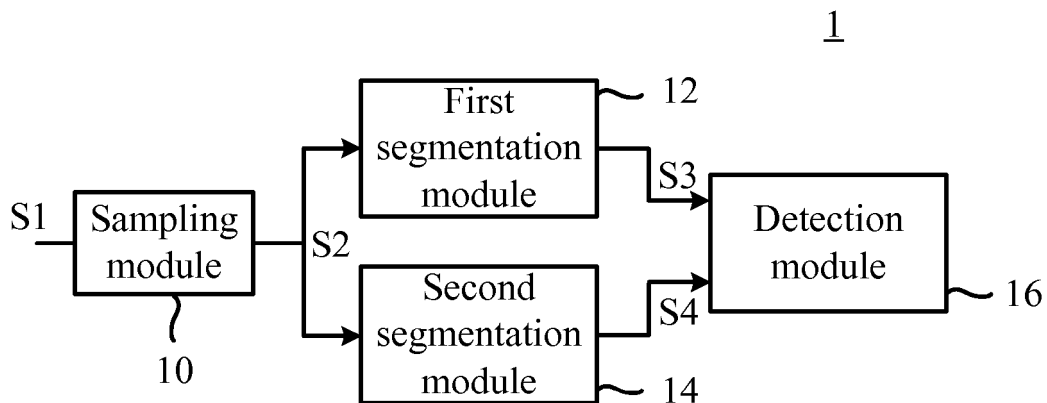 1
First
segmentation
module
12
S1
Sampling
module
10
S2
S3
Detection
module
16
Second
segmentation
module
14
S4